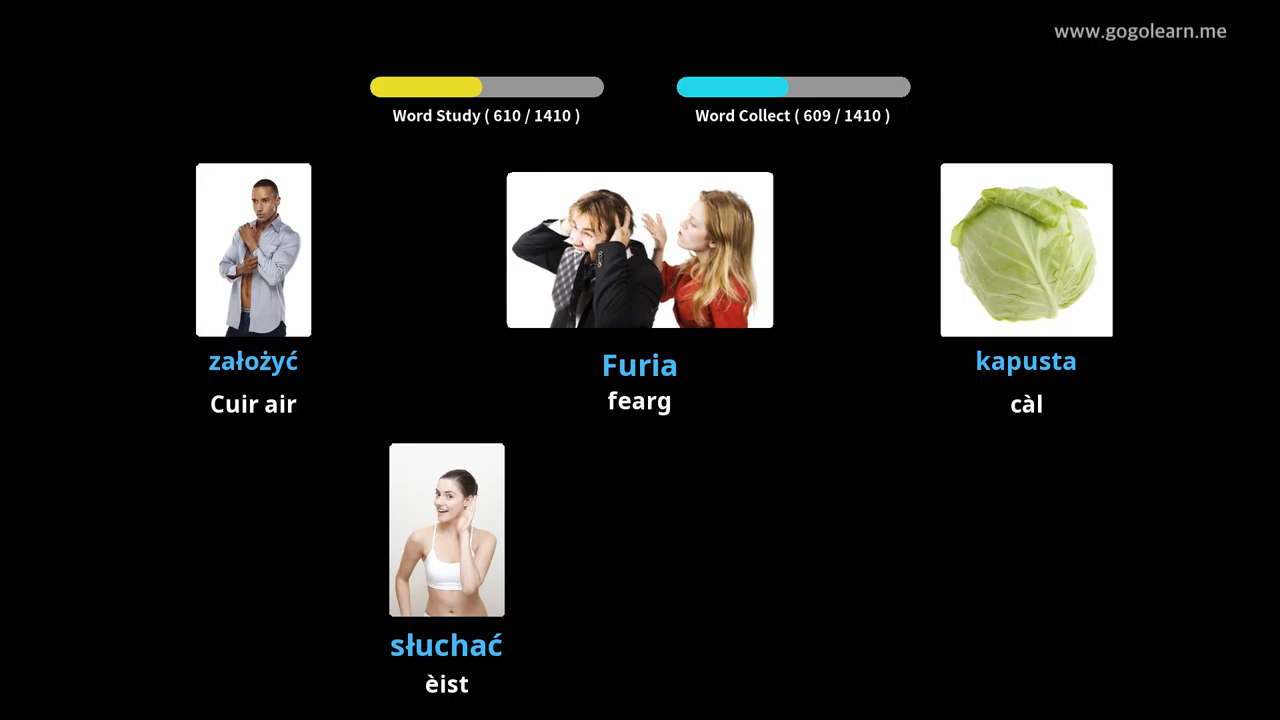 www.gogolearn.me
Word Study ( 610 / 1410 )
Word Collect ( 609 / 1410 )
założyć
Cuir air
Furia
fearg
kapusta
càl
słuchać
èist